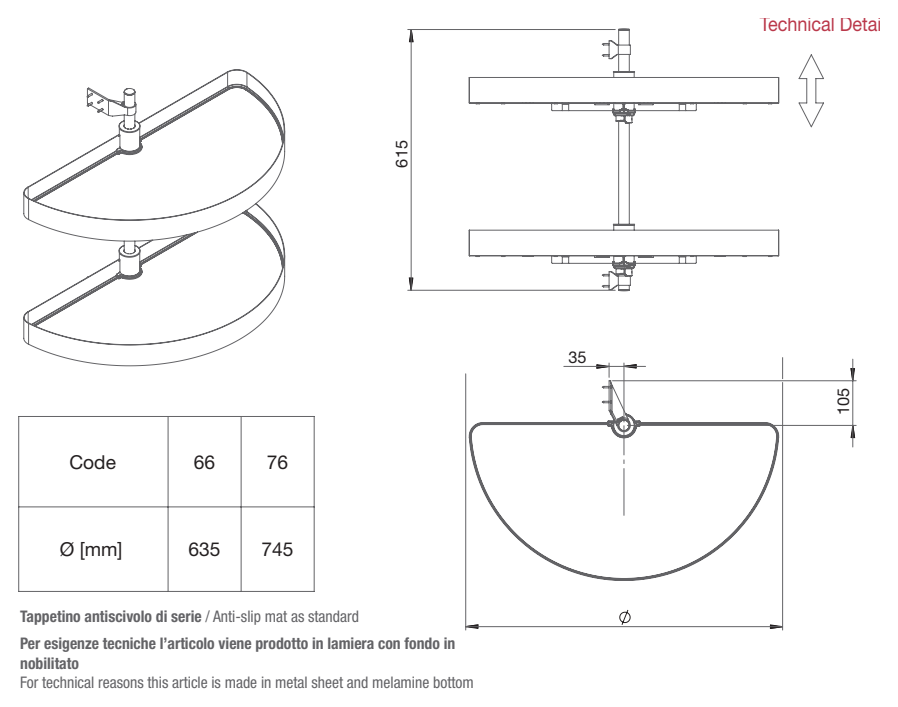 Technical Detai
615
35
105
Ø
Code 66 76
Ø [mm] 635 745
Tappetino antiscivolo di serie / Anti-slip mat as standard
Per esigenze tecniche l'articolo viene prodotto in lamiera con fondo in
nobilitato
For technical reasons this article is made in metal sheet and melamine bottom